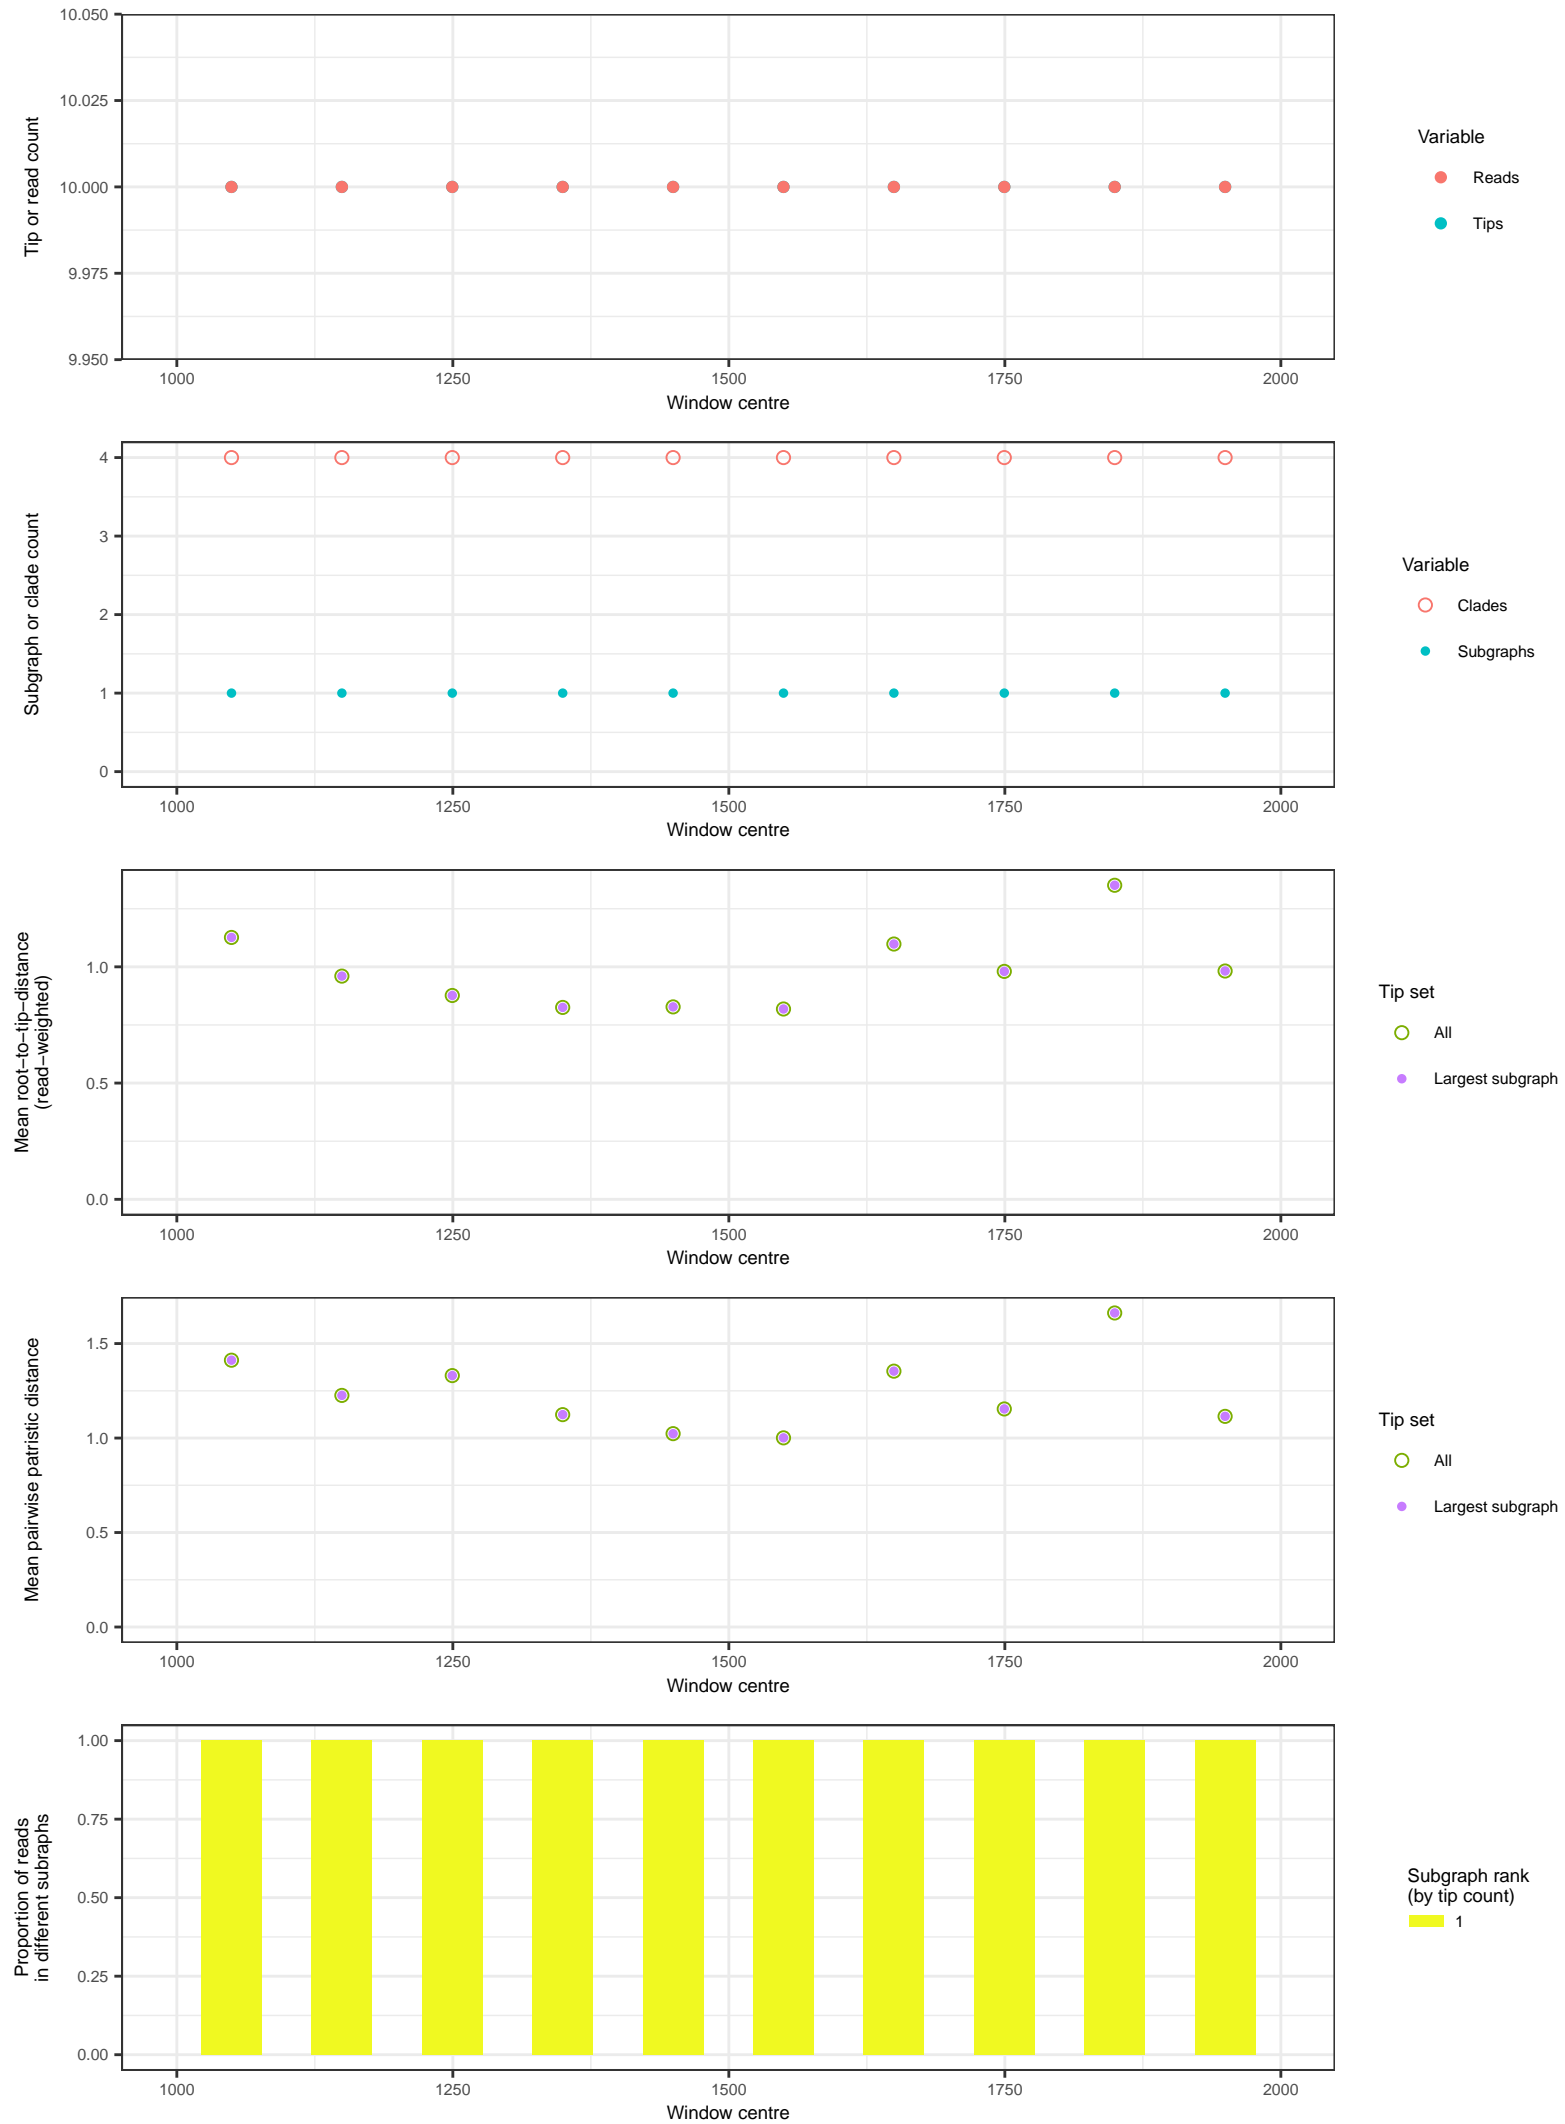 10.050
10.025
10.000
9.975
9.950
Tip or read count
1000 1250 1500 1750 2000
Window centre
Variable
Reads
Tips
4
3
2
1
0
Subgraph or clade count
1000 1250 1500 1750 2000
Window centre
Variable
Clades
Subgraphs
1.0
0.5
0.0
Mean root−to−tip−distance
(read−weighted)
1000 1250 1500 1750 2000
Window centre
Tip set
All
Largest subgraph
1.5
1.0
0.5
0.0
Mean pairwise patristic distance
1000 1250 1500 1750 2000
Window centre
Tip set
All
Largest subgraph
1.00
0.75
0.50
0.25
0.00
Proportion of reads
in different subraphs
1000 1250 1500 1750 2000
Window centre
Subgraph rank
(by tip count)
1